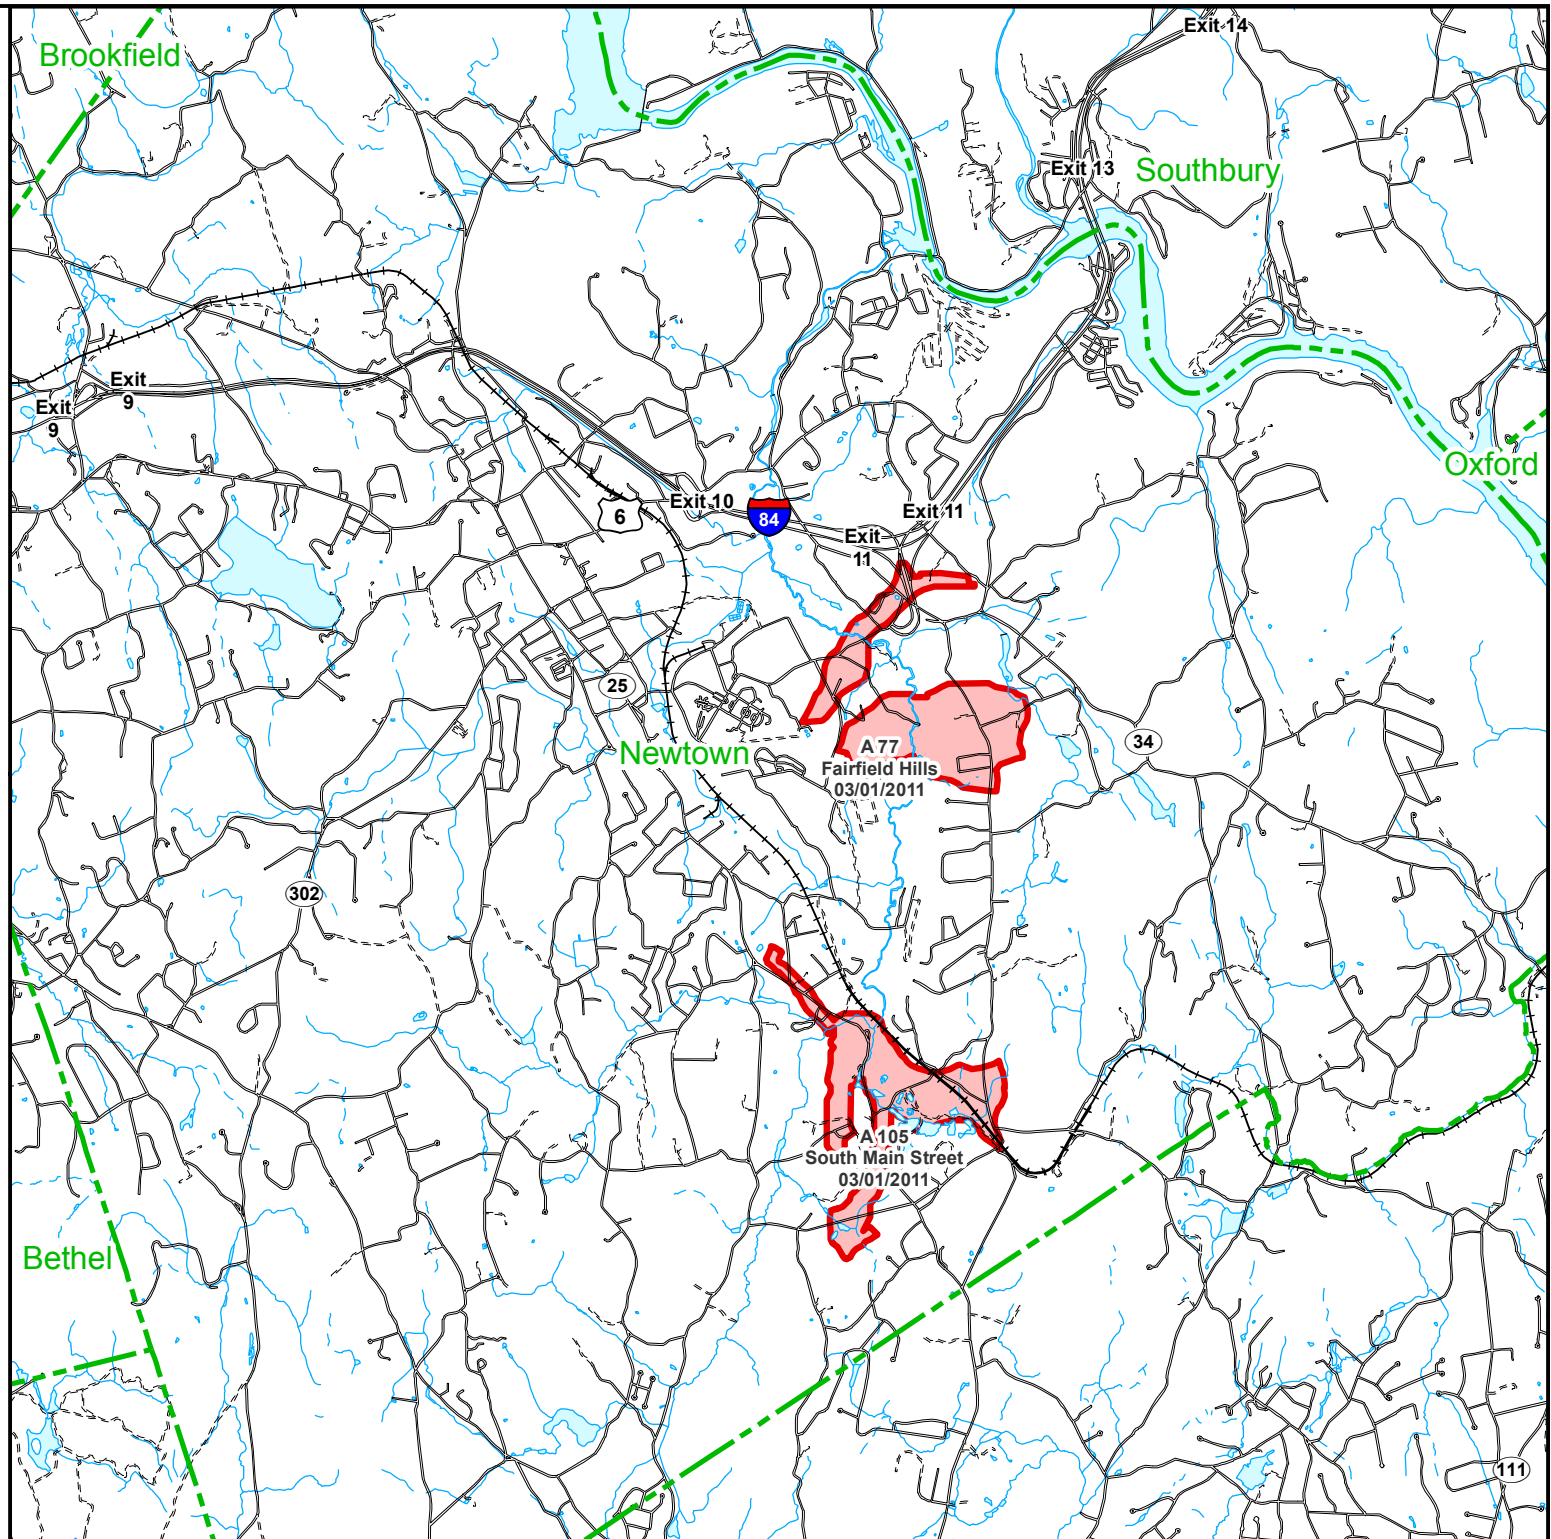 Exit 14
Brookfield
Exit 13
Southbury
Exit
9
Exit
9
Oxford
Exit 10
6
84
Exit 11
Exit
11
25
34
Newtown
A 77
Fairfield Hills
03/01/2011
302
A 105
South Main Street
03/01/2011
Bethel
111